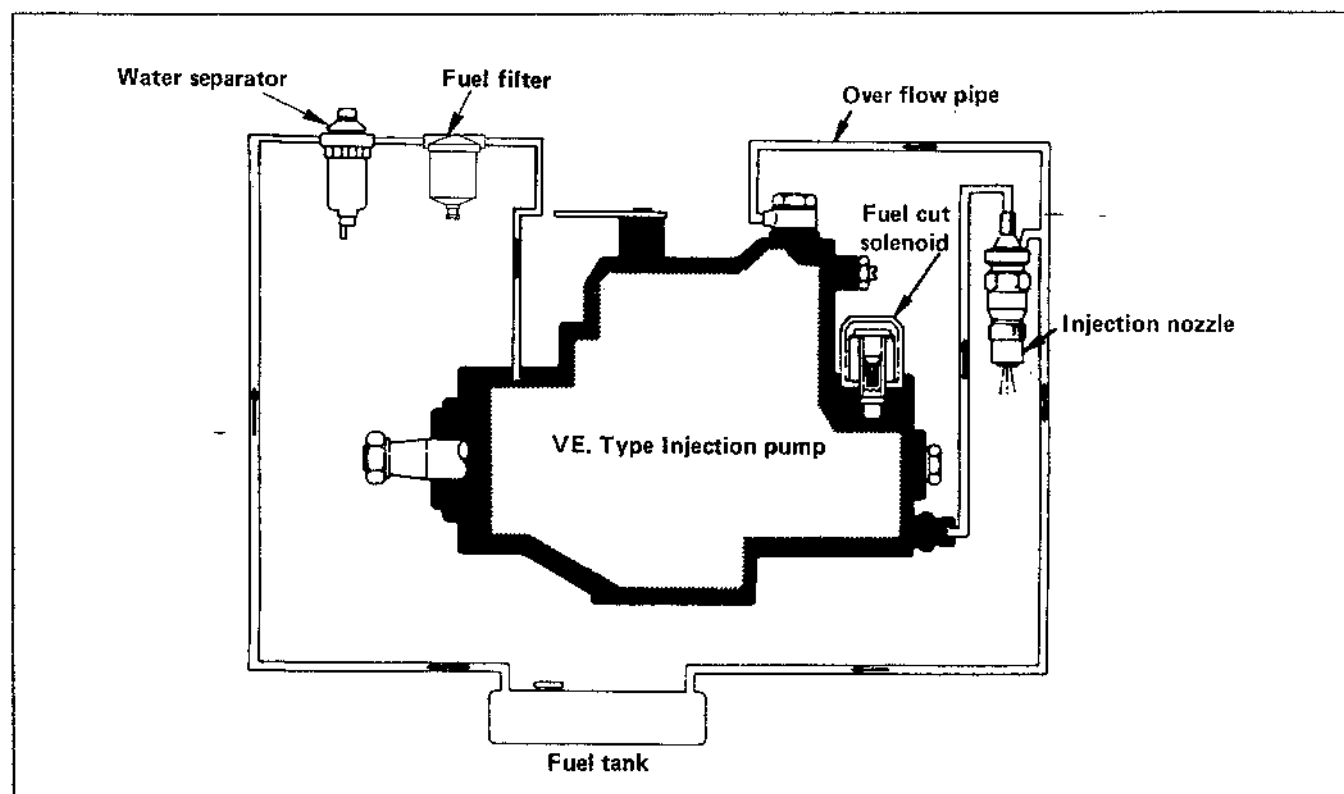 Water separator
Fuel filter
Over flow pipe
Fuel cut
solenoid
Injection nozzle
VE. Type Injection pump
Fuel tank